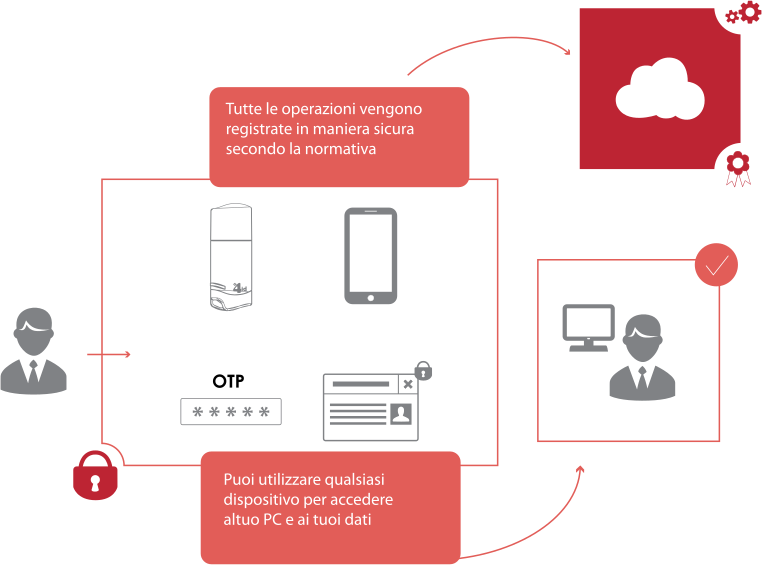 Tutte le operazioni vengono
registrate in maniera sicura
secondo la normativa
OTP
*****
Puoi utilizzare qualsiasi
dispositivo per accedere
altuo PC e ai tuoi dati